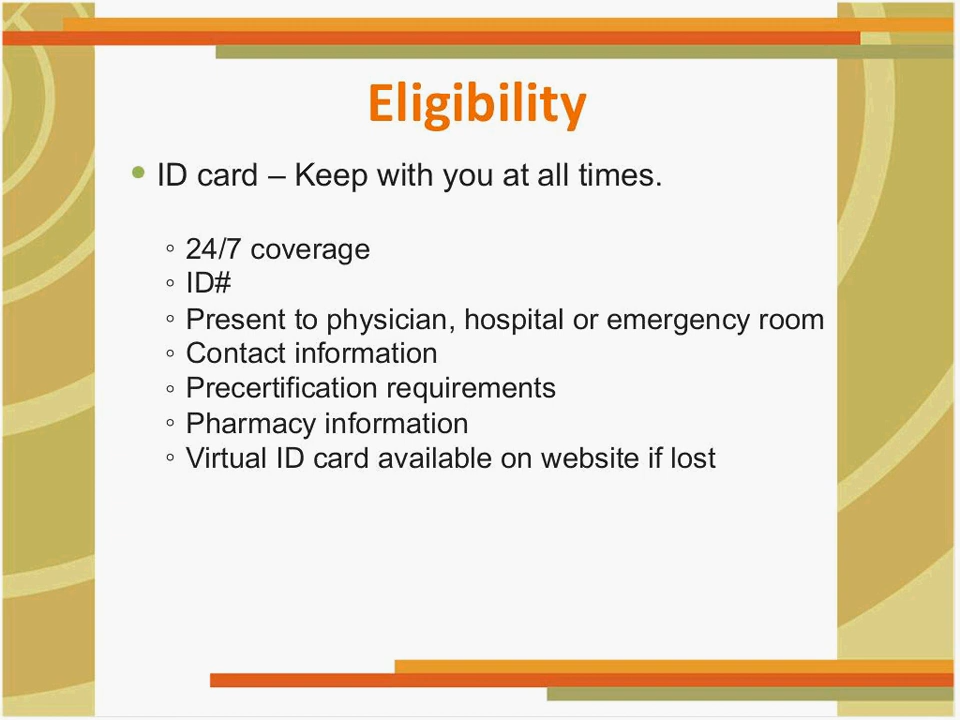 Eligibility
• ID card – Keep with you at all times.
◦ 24/7 coverage
◦ ID#
◦ Present to physician, hospital or emergency room
◦ Contact information
◦ Precertification requirements
◦ Pharmacy information
◦ Virtual ID card available on website if lost